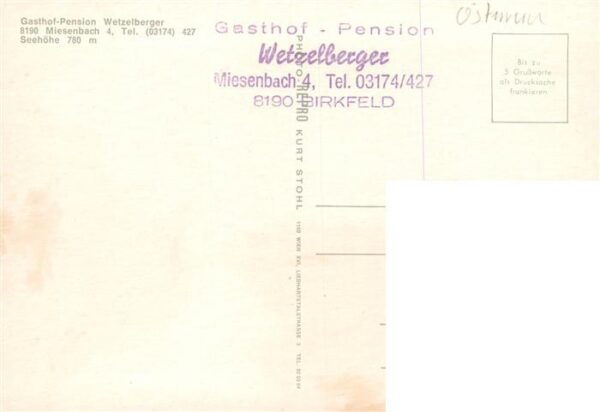 Gasthof-Pension Wetzelberger
8190 Miesenbach 4, Tel. (03174) 427
Seehöhe 780 m
Gasthof - Pension
Wetzelberger
Miesenbach 4, Tel. 03174/427
8190 BIRKFELD
Bis zu
5 Grußworte
als Drucksache
frankieren
PHOTO-REPRO KURT STOHL